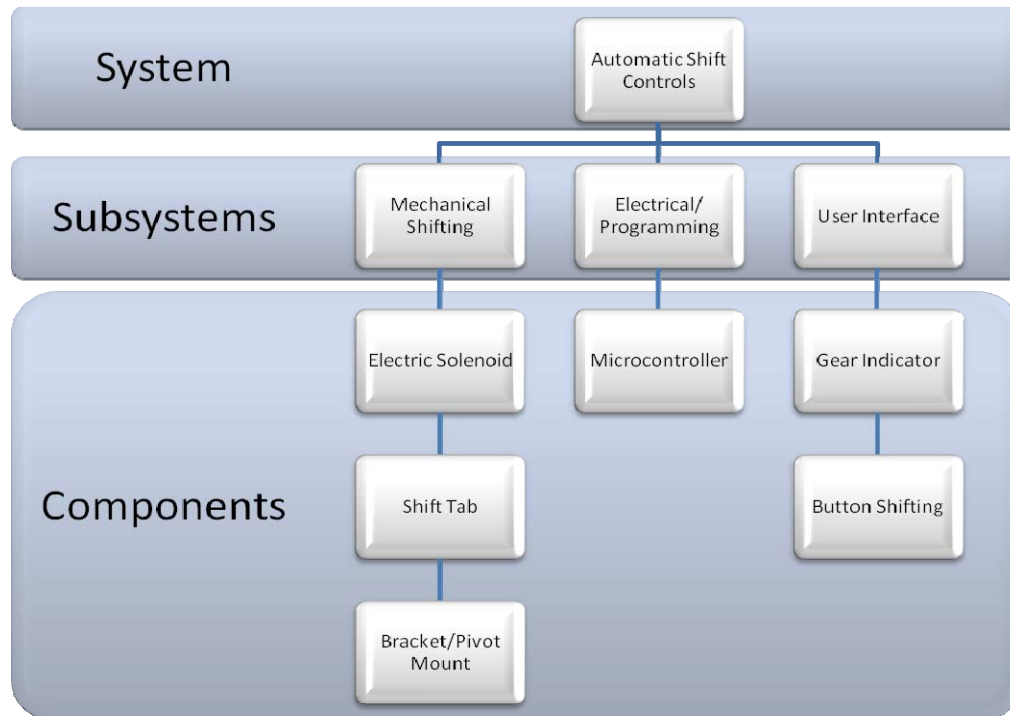 System
Automatic Shift
Controls
Subsystems
Mechanical
Shifting
Electrical/
Programming
User Interface
Components
Electric Solenoid
Microcontroller
Gear Indicator
Shift Tab
Button Shifting
Bracket/Pivot
Mount